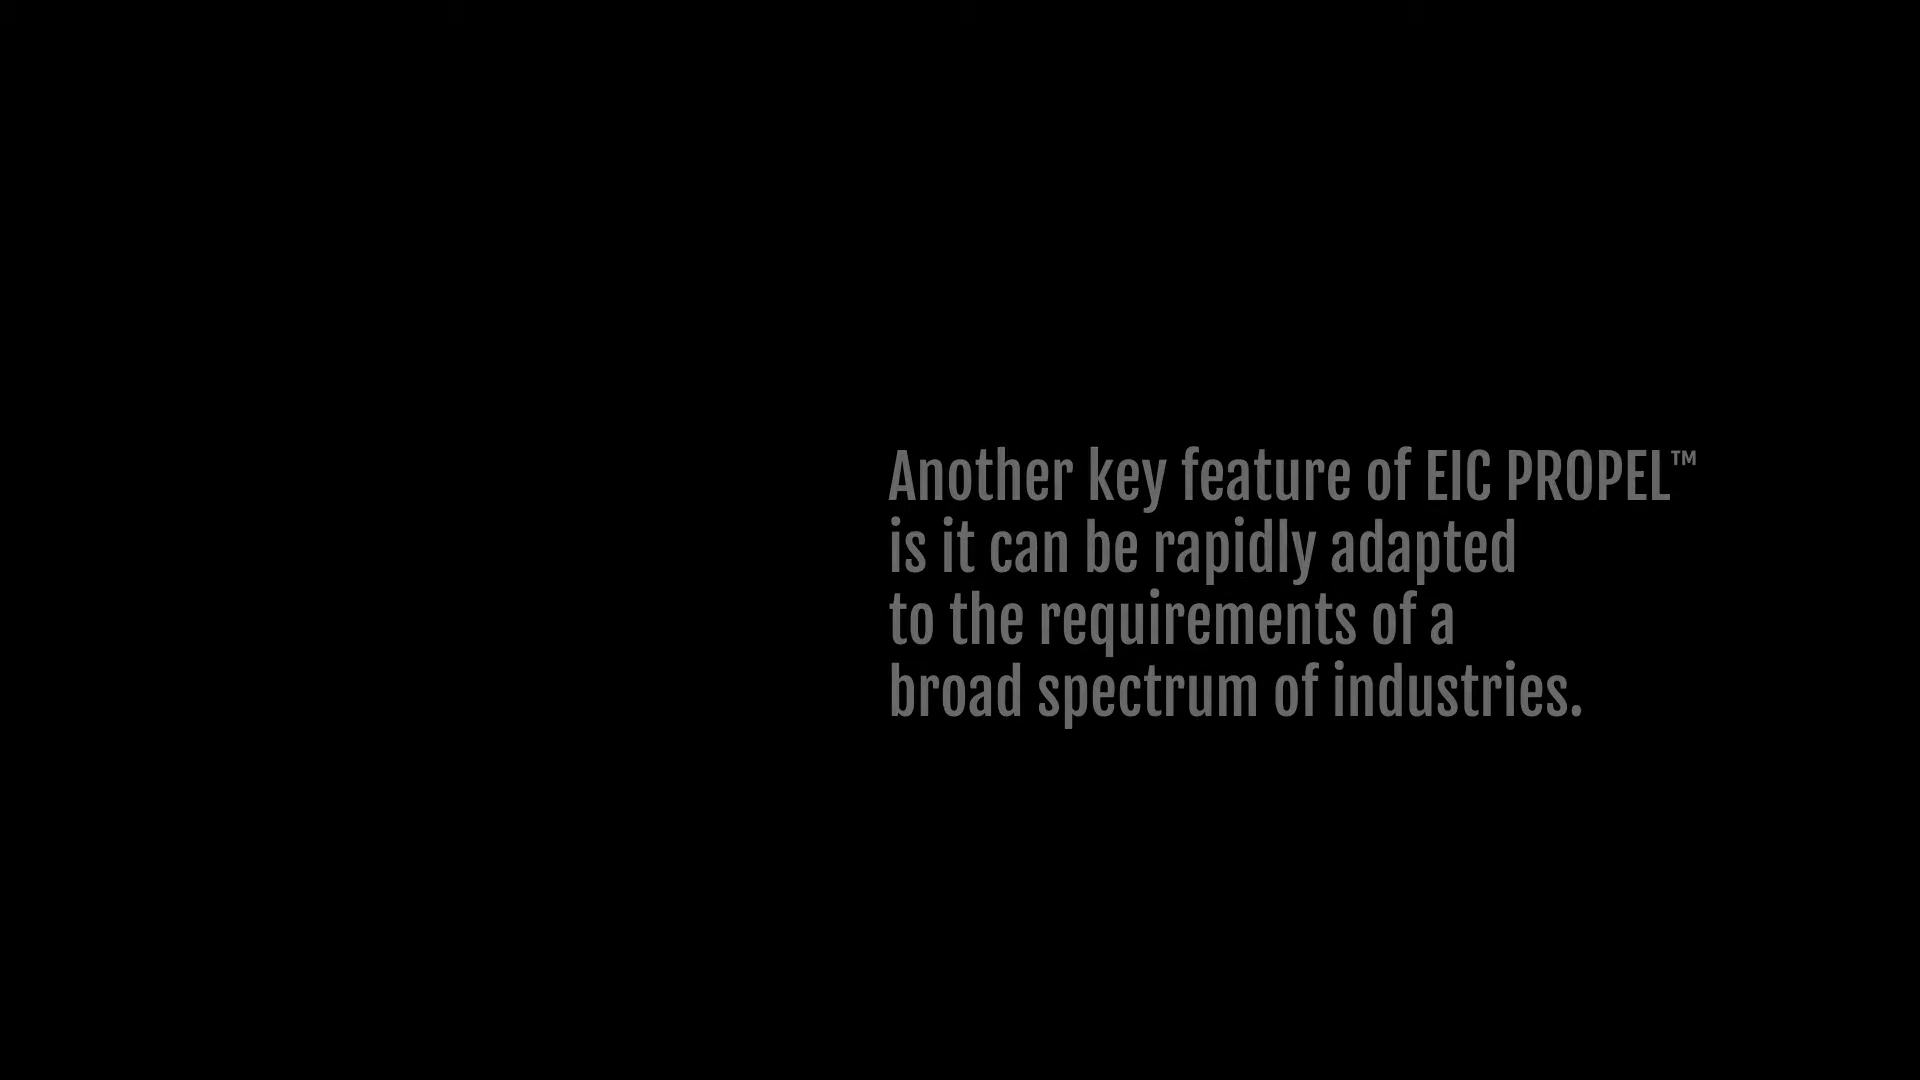 Another key feature of EIC PROPEL™
is it can be rapidly adapted
to the requirements of a
broad spectrum of industries.